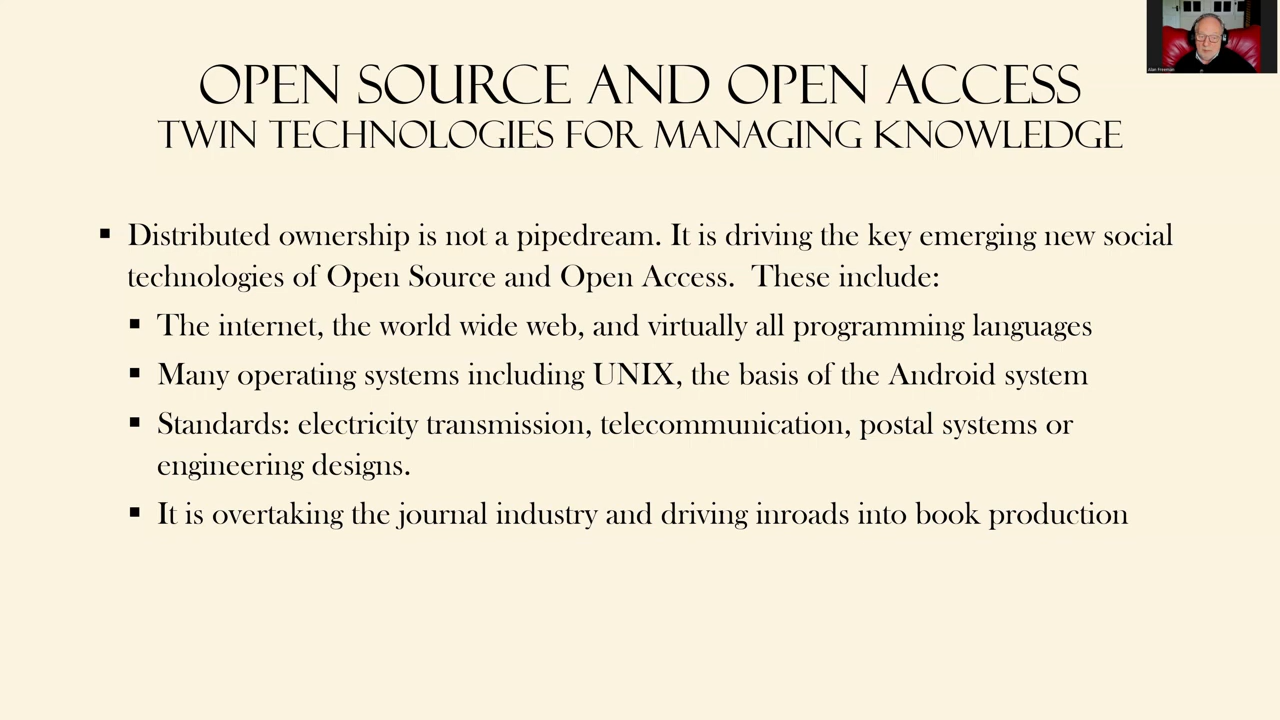 OPEN SOURCE AND OPEN ACCESS
TWIN TECHNOLOGIES FOR MANAGING KNOWLEDGE
▪ Distributed ownership is not a pipedream. It is driving the key emerging new social
technologies of Open Source and Open Access.  These include:
▪ The internet, the world wide web, and virtually all programming languages
▪ Many operating systems including UNIX, the basis of the Android system
▪ Standards: electricity transmission, telecommunication, postal systems or
engineering designs.
▪ It is overtaking the journal industry and driving inroads into book production
Alan Freeman